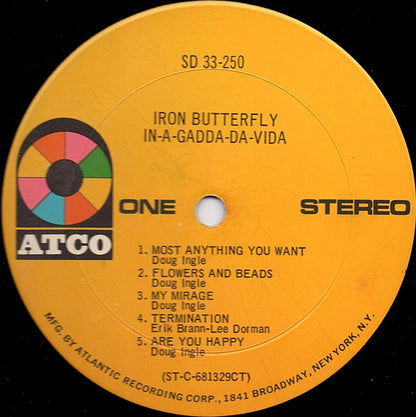 SD 33-250
IRON BUTTERFLY
IN-A-GADDA-DA-VIDA
ATCO
ONE
STEREO
1. MOST ANYTHING YOU WANT
Doug Ingle
2. FLOWERS AND BEADS
Doug Ingle
3. MY MIRAGE
Doug Ingle
4. TERMINATION
Erik Brann-Lee Dorman
5. ARE YOU HAPPY
Doug Ingle
(ST-C-681329CT)
MFG. BY ATLANTIC RECORDING CORP., 1841 BROADWAY, NEW YORK, N.Y.